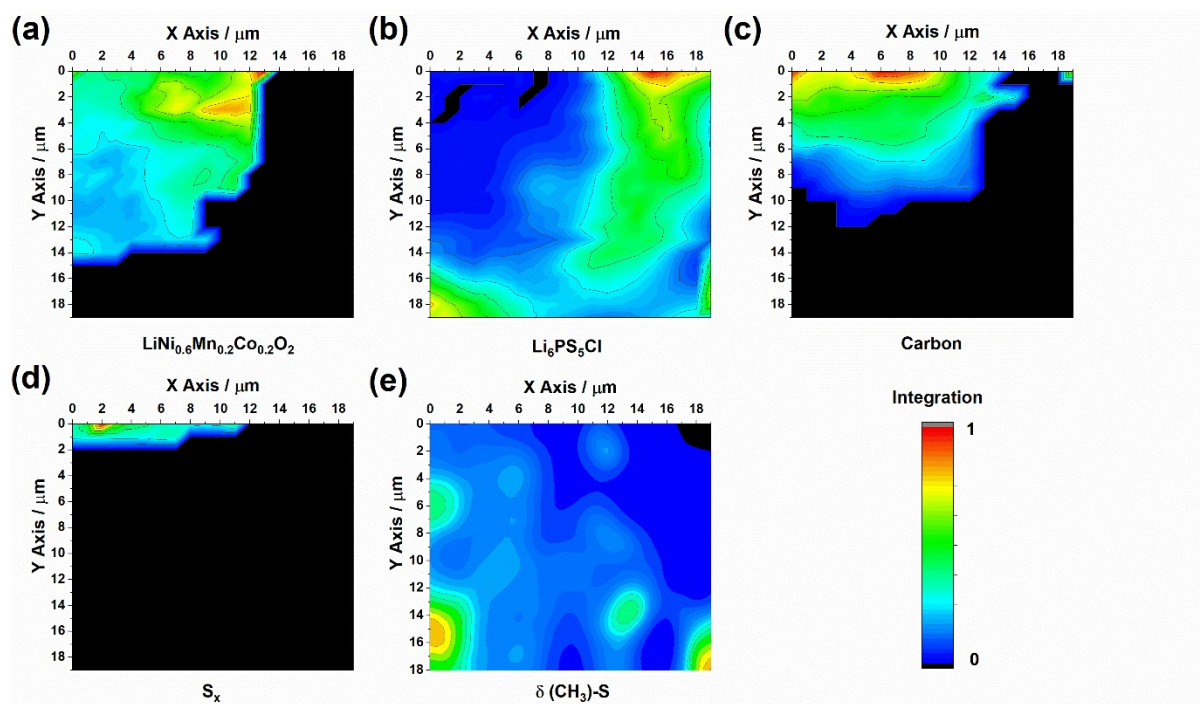 (a) (b) (c)
X Axis / μm X Axis / μm X Axis / μm
0 2 4 6 8 10 12 14 16 18 0 2 4 6 8 10 12 14 16 18 0 2 4 6 8 10 12 14 16 18
Y Axis / μm Y Axis / μm Y Axis / μm
0 0 0
2 2 2
4 4 4
6 6 6
8 8 8
10 10 10
12 12 12
14 14 14
16 16 16
18 18 18
LiNi0.6Mn0.2Co0.2O2 Li6PS5Cl Carbon
(d) (e)
X Axis / μm X Axis / μm
0 2 4 6 8 10 12 14 16 18 0 2 4 6 8 10 12 14 16 18
Y Axis / μm Y Axis / μm
0 0
2 2
4 4
6 6
8 8
10 10
12 12
14 14
16 16
18 18
Sx δ (CH3)-S
Integration
1
0